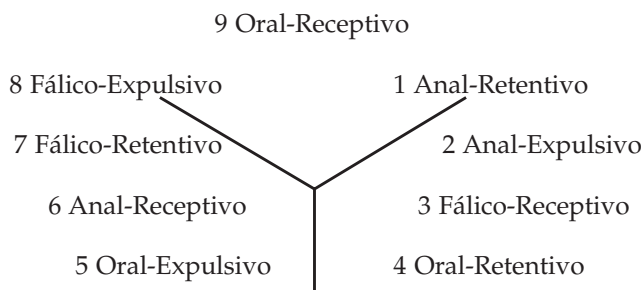 9 Oral-Receptivo
8 Fálico-Expulsivo 1 Anal-Retentivo
7 Fálico-Retentivo 2 Anal-Expulsivo
6 Anal-Receptivo 3 Fálico-Receptivo
5 Oral-Expulsivo 4 Oral-Retentivo